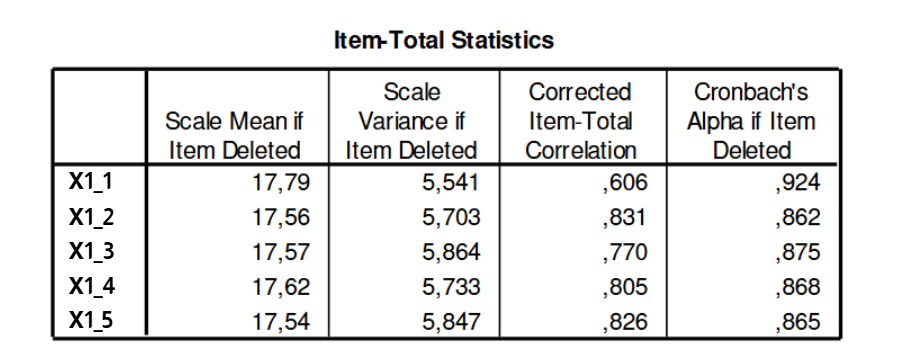 Item-Total Statistics
Scale Mean if Item Deleted Scale Variance if Item Deleted Corrected Item-Total Correlation Cronbach's Alpha if Item Deleted
X1_1 17,79 5,541 ,606 ,924
X1_2 17,56 5,703 ,831 ,862
X1_3 17,57 5,864 ,770 ,875
X1_4 17,62 5,733 ,805 ,868
X1_5 17,54 5,847 ,826 ,865